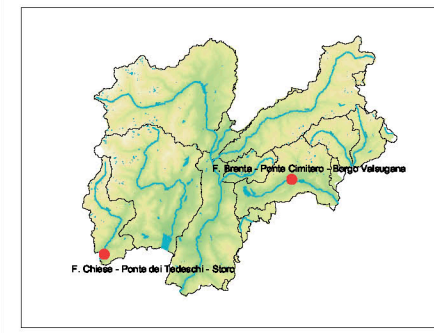 F. Brenta - Ponte Cimitero - Borgo Valsugana
F. Chiese - Ponte dei Tedeschi - Storo